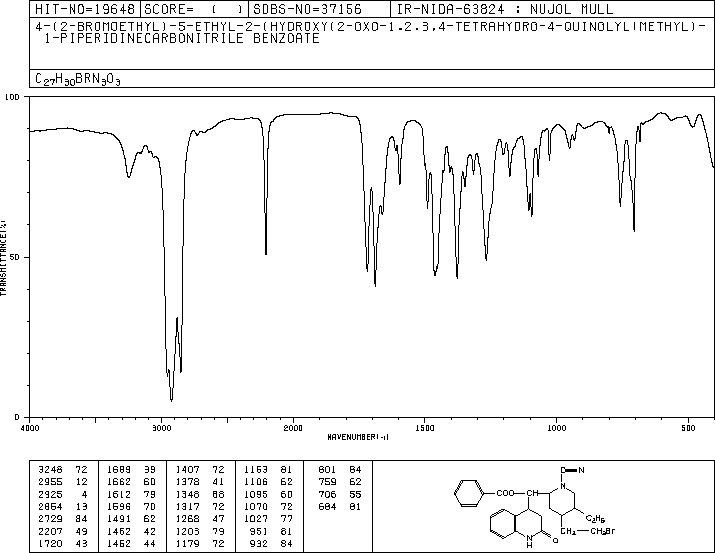 HIT-NO=19648 SCORE= ( ) SDBS-NO=37156 IR-NIDA-63824 : NUJOL MULL
4-(2-BROMOETHYL)-5-ETHYL-2-(HYDROXY(2-OXO-1,2,3,4-TETRAHYDRO-4-QUINOLYL)METHYL)-
1-PIPERIDINECARBONITRILE BENZOATE
C27H30BRN3O3
100
50
0
TRANSMITTANCE(%)
4000 3000 2000 1500 1000 500
WAVENUMBER(-1)
3248 72 1689 39 1407 72 1153 81 801 84
2955 12 1662 60 1378 41 1106 62 759 62
2925 4 1612 79 1348 68 1095 60 706 55
2854 13 1596 70 1317 72 1070 72 684 81
2729 84 1491 62 1268 47 1027 77
2207 49 1462 42 1203 79 951 81
1720 43 1452 44 1179 72 932 84
C N
N
COO CH
C2H5
CH2 CH2Br
N O
H